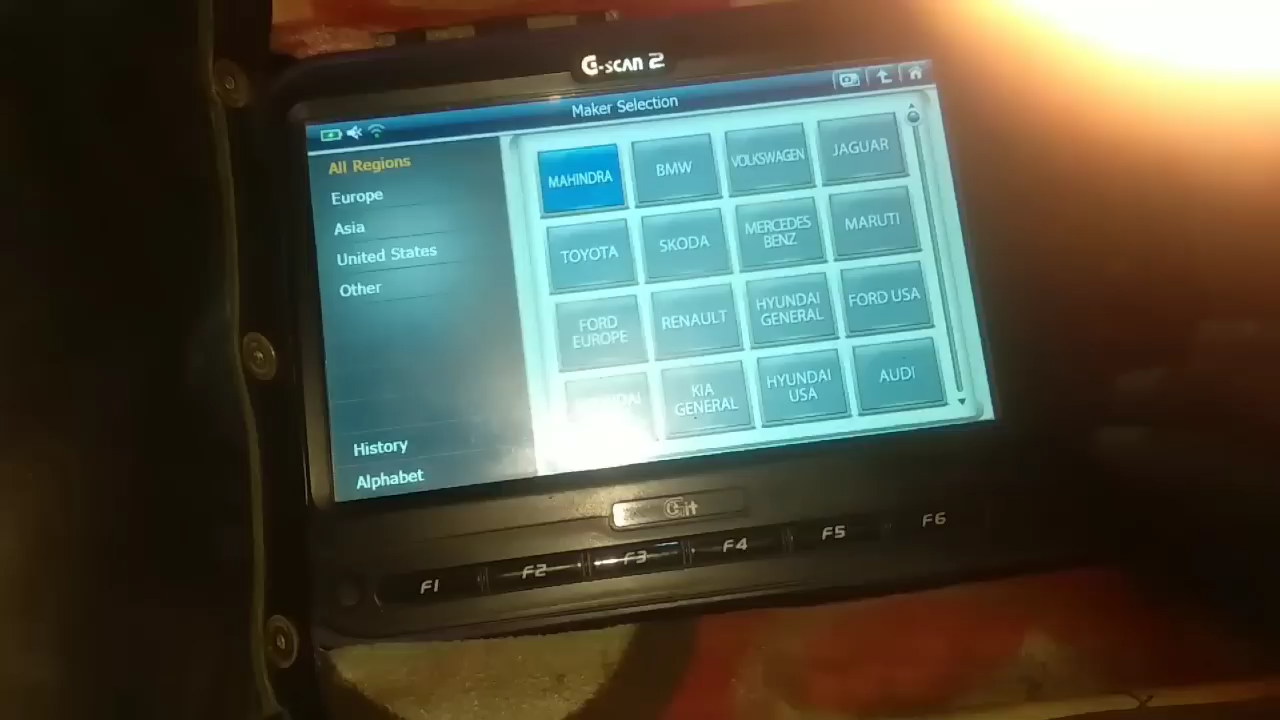 G-scan 2
Maker Selection
All Regions
Europe
Asia
United States
Other
History
Alphabet
MAHINDRA
BMW
VOLKSWAGEN
JAGUAR
TOYOTA
SKODA
MERCEDES
BENZ
MARUTI
FORD
EUROPE
RENAULT
HYUNDAI
GENERAL
FORD USA
KIA
GENERAL
HYUNDAI
USA
AUDI
Git
F1
F2
F3
F4
F5
F6